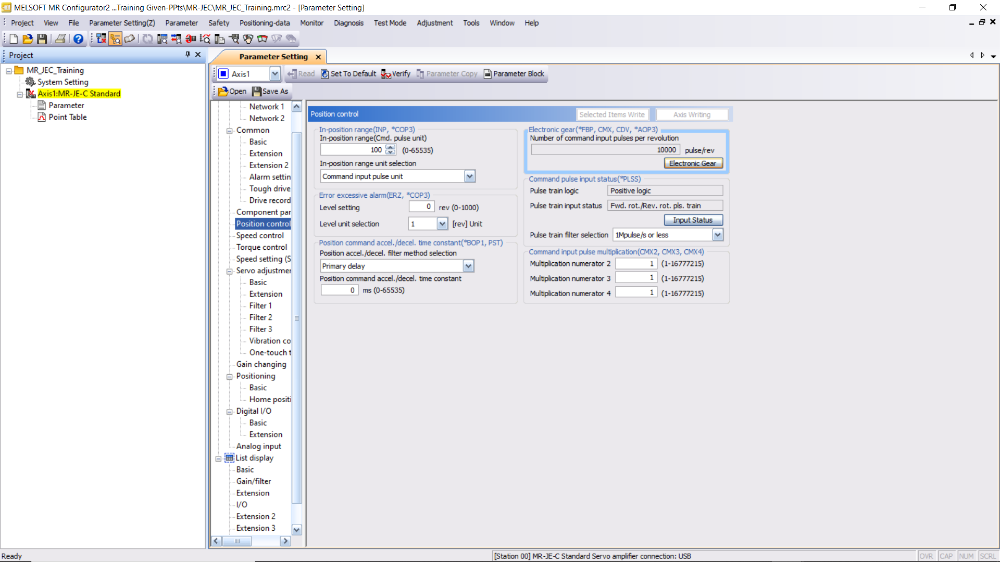 MELSOFT MR Configurator2 ...Training Given-PPts\MR-JEC\MR_JEC_Training.mrc2 - [Parameter Setting]
Project View File Parameter Setting(Z) Parameter Safety Positioning-data Monitor Diagnosis Test Mode Adjustment Tools Window Help
Project
MR_JEC_Training
System Setting
Axis1:MR-JE-C Standard
Parameter
Point Table
Parameter Setting
Axis1 Read Set To Default Verify Parameter Copy Parameter Block
Open Save As
Network 1
Network 2
Common
Basic
Extension
Extension 2
Alarm settin
Tough drive
Drive record
Component par
Position control
Speed control
Torque control
Speed setting (S
Servo adjustmer
Basic
Extension
Filter 1
Filter 2
Filter 3
Vibration co
One-touch t
Gain changing
Positioning
Basic
Home positi
Digital I/O
Basic
Extension
Analog input
List display
Basic
Gain/filter
Extension
I/O
Extension 2
Extension 3
Position control
Selected Items Write Axis Writing
In-position range(INP, *COP3)
In-position range(Cmd. pulse unit)
100 (0-65535)
In-position range unit selection
Command input pulse unit
Error excessive alarm(ERZ, *COP3)
Level setting 0 rev (0-1000)
Level unit selection 1 [rev] Unit
Position command accel./decel. time constant(*BOP1, PST)
Position accel./decel. filter method selection
Primary delay
Position command accel./decel. time constant
0 ms (0-65535)
Electronic gear(*FBP, CMX, CDV, *AOP3)
Number of command input pulses per revolution
10000 pulse/rev
Electronic Gear
Command pulse input status(*PLSS)
Pulse train logic Positive logic
Pulse train input status Fwd. rot./Rev. rot. pls. train
Input Status
Pulse train filter selection 1Mpulse/s or less
Command input pulse multiplication(CMX2, CMX3, CMX4)
Multiplication numerator 2 1 (1-16777215)
Multiplication numerator 3 1 (1-16777215)
Multiplication numerator 4 1 (1-16777215)
Ready
[Station 00] MR-JE-C Standard Servo amplifier connection: USB
OVR CAP NUM SCRL